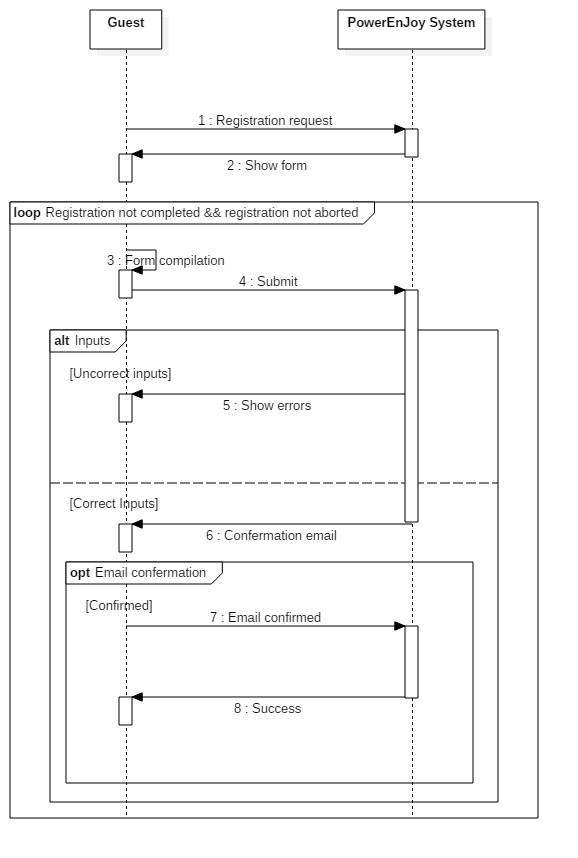 Guest
PowerEnJoy System
1 : Registration request
2 : Show form
loop Registration not completed && registration not aborted
3 : Form compilation
4 : Submit
alt Inputs
[Uncorrect inputs]
5 : Show errors
[Correct Inputs]
6 : Confermation email
opt Email confermation
[Confirmed]
7 : Email confirmed
8 : Success